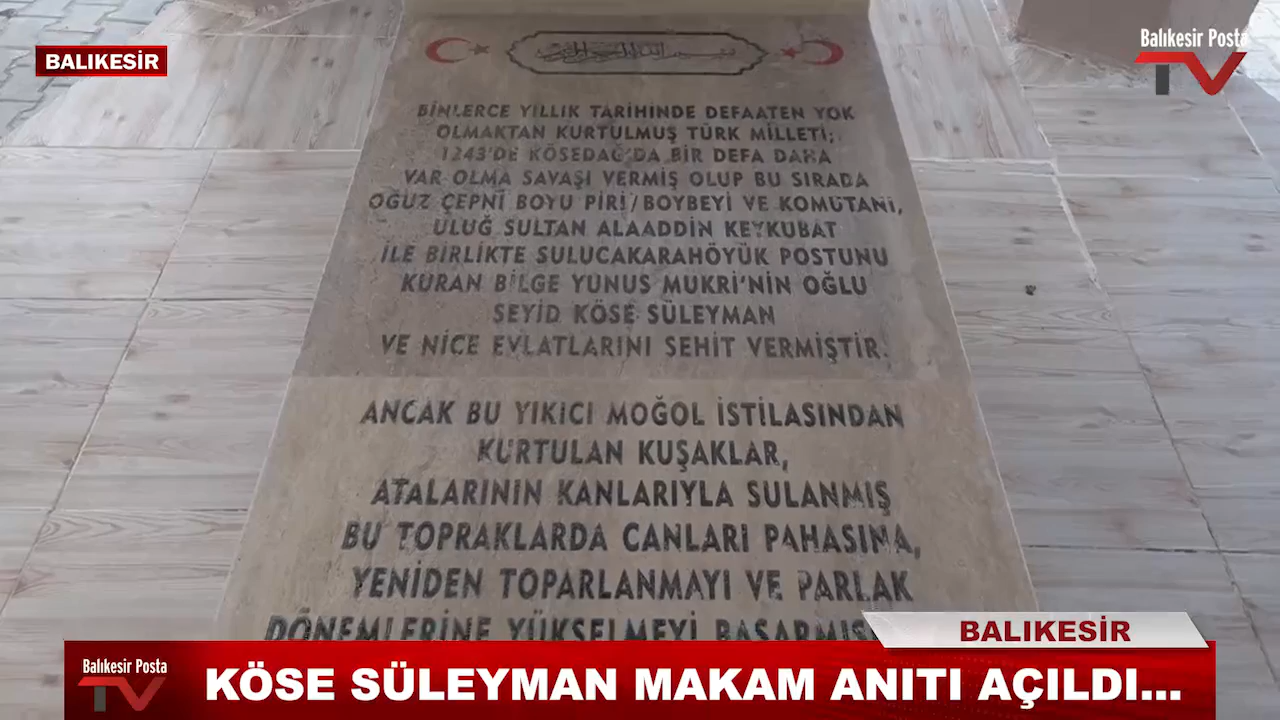 BALIKESİR
Balıkesir Posta
TV
BİNLERCE YILLIK TARİHİNDE DEFAATEN YOK
OLMAKTAN KURTULMUŞ TÜRK MİLLETİ;
1243'DE KÖSEDAĞ'DA BİR DEFA DAHA
VAR OLMA SAVAŞI VERMİŞ OLUP BU SIRADA
OĞUZ ÇEPNİ BOYU PİRİ/BOYBEYİ VE KOMUTANI,
ULUĞ SULTAN ALAADDİN KEYKUBAT
İLE BİRLİKTE SULUCAKARAHÖYÜK POSTUNU
KURAN BİLGE YUNUS MUKRİ'NİN OĞLU
SEYİD KÖSE SÜLEYMAN
VE NİCE EVLATLARINI ŞEHİT VERMİŞTİR.
ANCAK BU YIKICI MOĞOL İSTİLASINDAN
KURTULAN KUŞAKLAR,
ATALARININ KANLARIYLA SULANMIŞ
BU TOPRAKLARDA CANLARI PAHASINA,
YENİDEN TOPARLANMAYI VE PARLAK
DÖNEMLERİNE YÜKSELMEYİ
BALIKESİR
Balıkesir Posta
TV
KÖSE SÜLEYMAN MAKAM ANITI AÇILDI...